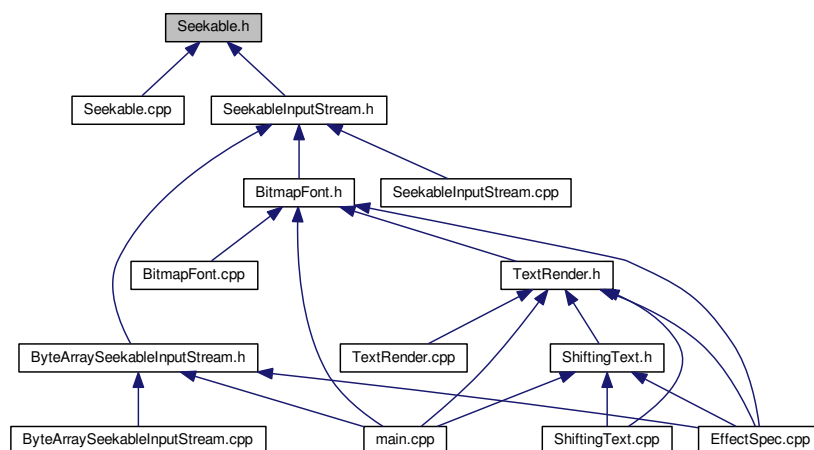 Seekable.h
Seekable.cpp
SeekableInputStream.h
BitmapFont.h
SeekableInputStream.cpp
BitmapFont.cpp
TextRender.h
ByteArraySeekableInputStream.h
TextRender.cpp
ShiftingText.h
ByteArraySeekableInputStream.cpp
main.cpp
ShiftingText.cpp
EffectSpec.cpp